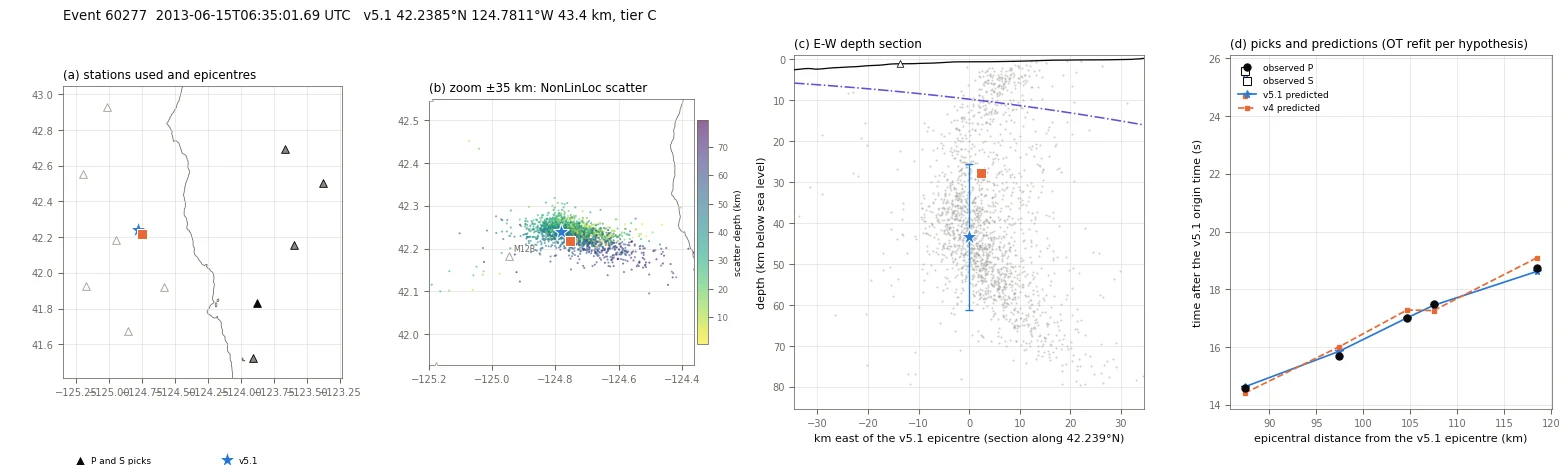 Event 60277  2013-06-15T06:35:01.69 UTC   v5.1 42.2385°N 124.7811°W 43.4 km, tier C
(a) stations used and epicentres
43.0
42.8
42.6
42.4
42.2
42.0
41.8
41.6
−125.25 −125.00 −124.75 −124.50 −124.25 −124.00 −123.75 −123.50 −123.25
P and S picks
v5.1
(b) zoom ±35 km: NonLinLoc scatter
42.5
42.4
42.3
42.2
42.1
42.0
−125.2 −125.0 −124.8 −124.6 −124.4
70
60
50
40
30
20
10
scatter depth (km)
(c) E-W depth section
0
10
20
30
40
50
60
70
80
depth (km below sea level)
−30 −20 −10 0 10 20 30
km east of the v5.1 epicentre (section along 42.239°N)
(d) picks and predictions (OT refit per hypothesis)
observed P
observed S
v5.1 predicted
v4 predicted
26
24
22
20
18
16
14
time after the v5.1 origin time (s)
90 95 100 105 110 115 120
epicentral distance from the v5.1 epicentre (km)